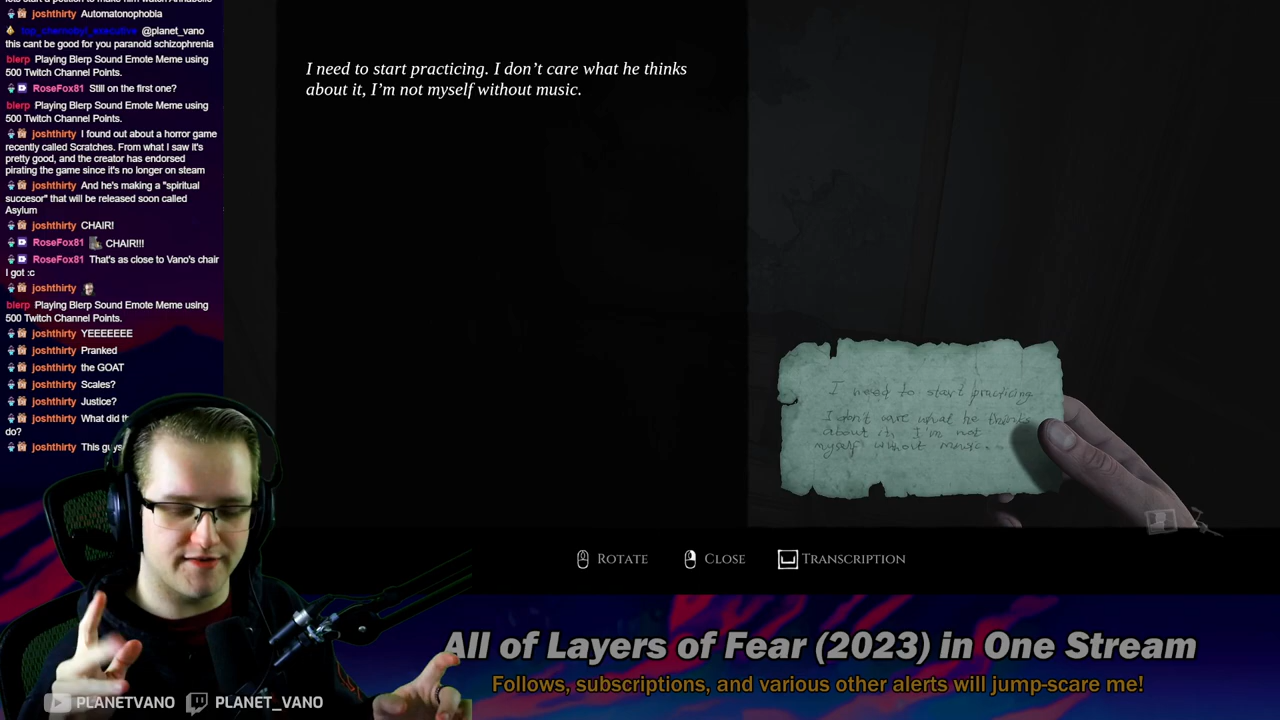 joshthirty Automatonophobia
top_chernobyl_executive @planet_vano
this cant be good for you paranoid schizophrenia
blerp Playing Blerp Sound Emote Meme using
500 Twitch Channel Points.
RoseFox81 Still on the first one?
blerp Playing Blerp Sound Emote Meme using
500 Twitch Channel Points.
joshthirty I found out about a horror game
recently called Scratches. From what I saw it's
pretty good, and the creator has endorsed
pirating the game since it's no longer on steam
joshthirty And he's making a "spiritual
succesor" that will be released soon called
Asylum
joshthirty CHAIR!
RoseFox81 CHAIR!!!
RoseFox81 That's as close to Vano's chair
I got :c
joshthirty
blerp Playing Blerp Sound Emote Meme using
500 Twitch Channel Points.
joshthirty YEEEEEEE
joshthirty Pranked
joshthirty the GOAT
joshthirty Scales?
joshthirty Justice?
joshthirty What did
do?
joshthirty This guys
I need to start practicing. I don't care what he thinks
about it, I'm not myself without music.
I need to start practicing
I don't care what he thinks
about it, I'm not
myself without music.
ROTATE
CLOSE
TRANSCRIPTION
All of Layers of Fear (2023) in One Stream
Follows, subscriptions, and various other alerts will jump-scare me!
PLANETVANO
PLANET_VANO